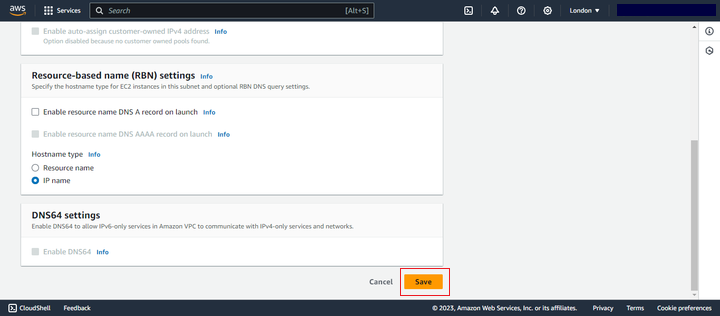 aws Services Search [Alt+S] London
Enable auto-assign customer-owned IPv4 address Info
Option disabled because no customer owned pools found.
Resource-based name (RBN) settings Info
Specify the hostname type for EC2 instances in this subnet and optional RBN DNS query settings.
Enable resource name DNS A record on launch Info
Enable resource name DNS AAAA record on launch Info
Hostname type Info
Resource name
IP name
DNS64 settings
Enable DNS64 to allow IPv6-only services in Amazon VPC to communicate with IPv4-only services and networks.
Enable DNS64 Info
Cancel Save
CloudShell Feedback © 2023, Amazon Web Services, Inc. or its affiliates. Privacy Terms Cookie preferences